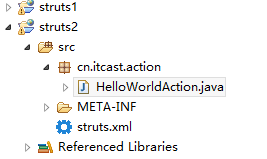 struts1
struts2
src
cn.itcast.action
HelloWorldAction.java
META-INF
struts.xml
Referenced Libraries